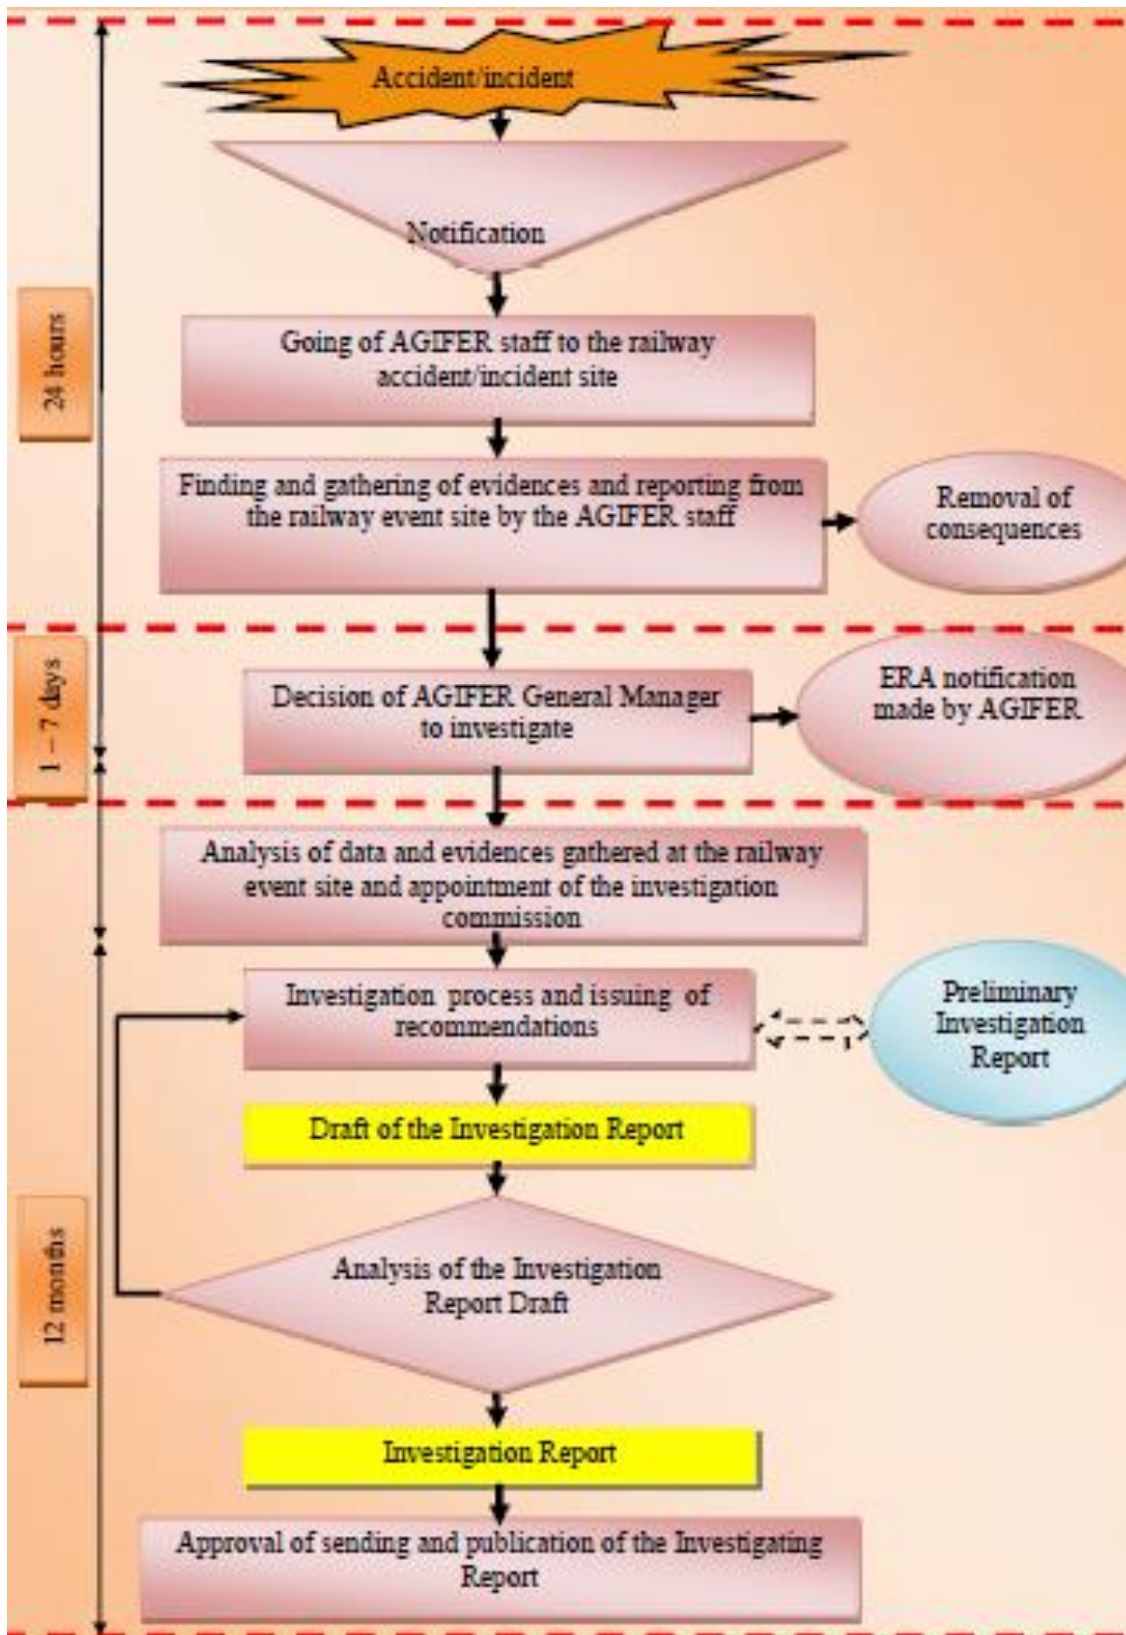 Accident/incident
Notification
24 hours
Going of AGIFER staff to the railway
accident/incident site
Finding and gathering of evidences and reporting from
the railway event site by the AGIFER staff
Removal of
consequences
1 – 7 days
Decision of AGIFER General Manager
to investigate
ERA notification
made by AGIFER
Analysis of data and evidences gathered at the railway
event site and appointment of the investigation
commission
Investigation process and issuing of
recommendations
Preliminary
Investigation
Report
Draft of the Investigation Report
12 months
Analysis of the Investigation
Report Draft
Investigation Report
Approval of sending and publication of the Investigating
Report